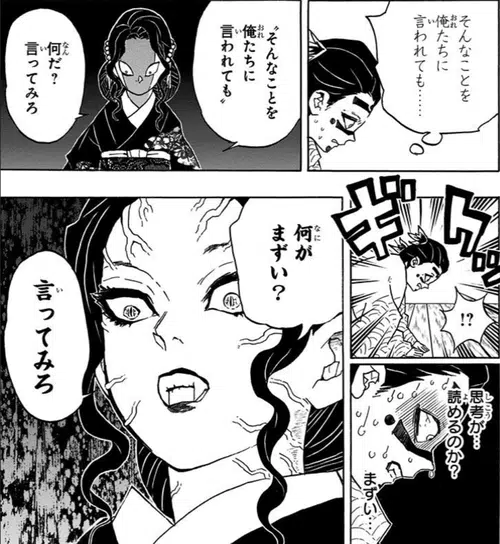 そんなことを
俺たちに
言われても……
〝そんなことを
俺たちに
言われても〟
何だ？
言ってみろ
ギュッ
!?
思考が…
読めるのか？
まずい…
何が
まずい？
言ってみろ